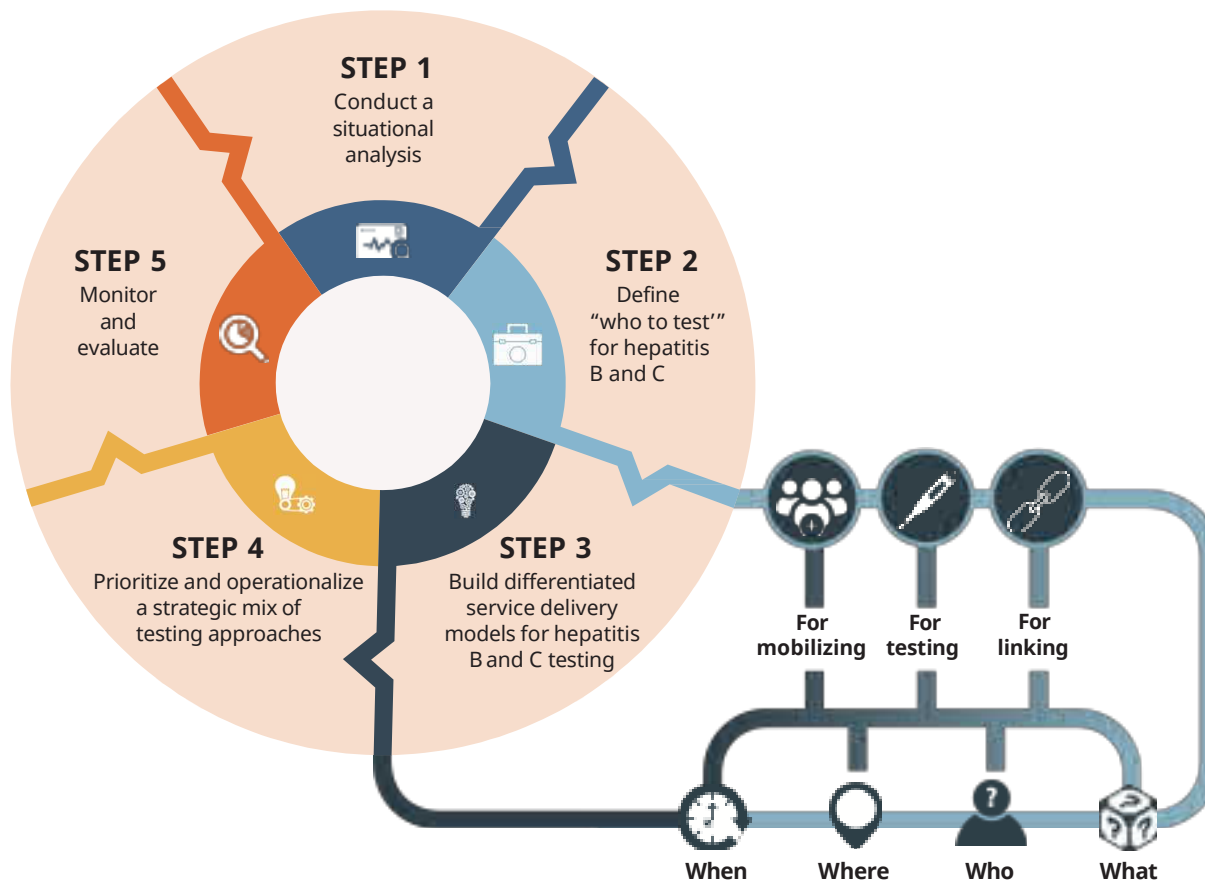 STEP 1
Conduct a
situational
analysis
STEP 2
Define
“who to test’”
for hepatitis
B and C
STEP 3
Build differentiated
service delivery
models for hepatitis
B and C testing
STEP 4
Prioritize and operationalize
a strategic mix of
testing approaches
STEP 5
Monitor
and
evaluate
For
mobilizing
For
testing
For
linking
When
Where
Who
What